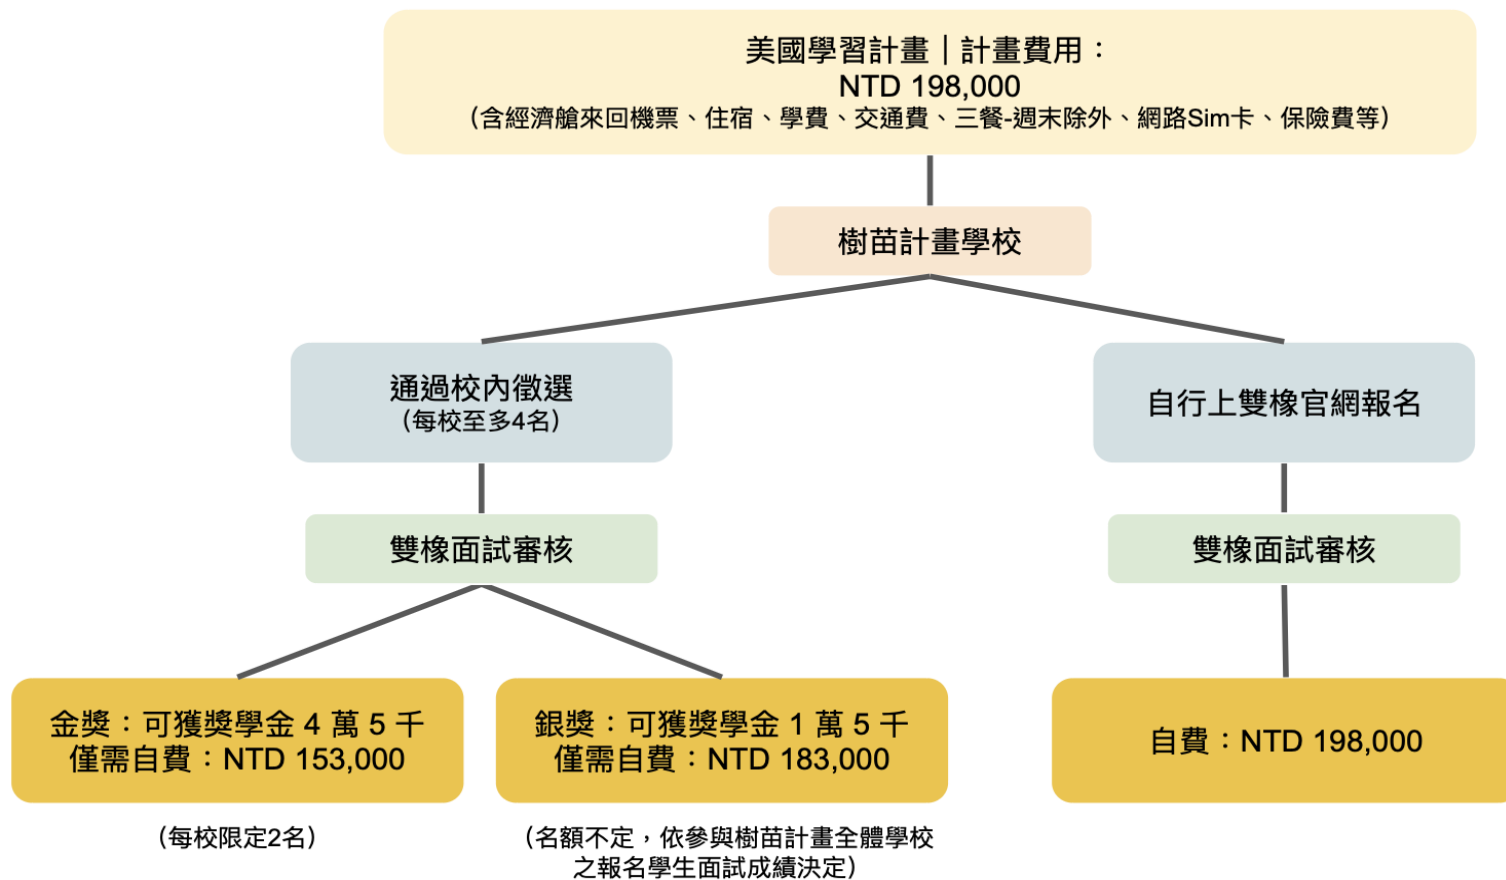 美國學習計畫｜計畫費用：
NTD 198,000
（含經濟艙來回機票、住宿、學費、交通費、三餐-週末除外、網路Sim卡、保險費等）
樹苗計畫學校
通過校內徵選
（每校至多4名）
自行上雙橡官網報名
雙橡面試審核
雙橡面試審核
金獎：可獲獎學金 4 萬 5 千
僅需自費：NTD 153,000
銀獎：可獲獎學金 1 萬 5 千
僅需自費：NTD 183,000
自費：NTD 198,000
（每校限定2名）
（名額不定，依參與樹苗計畫全體學校
之報名學生面試成績決定）